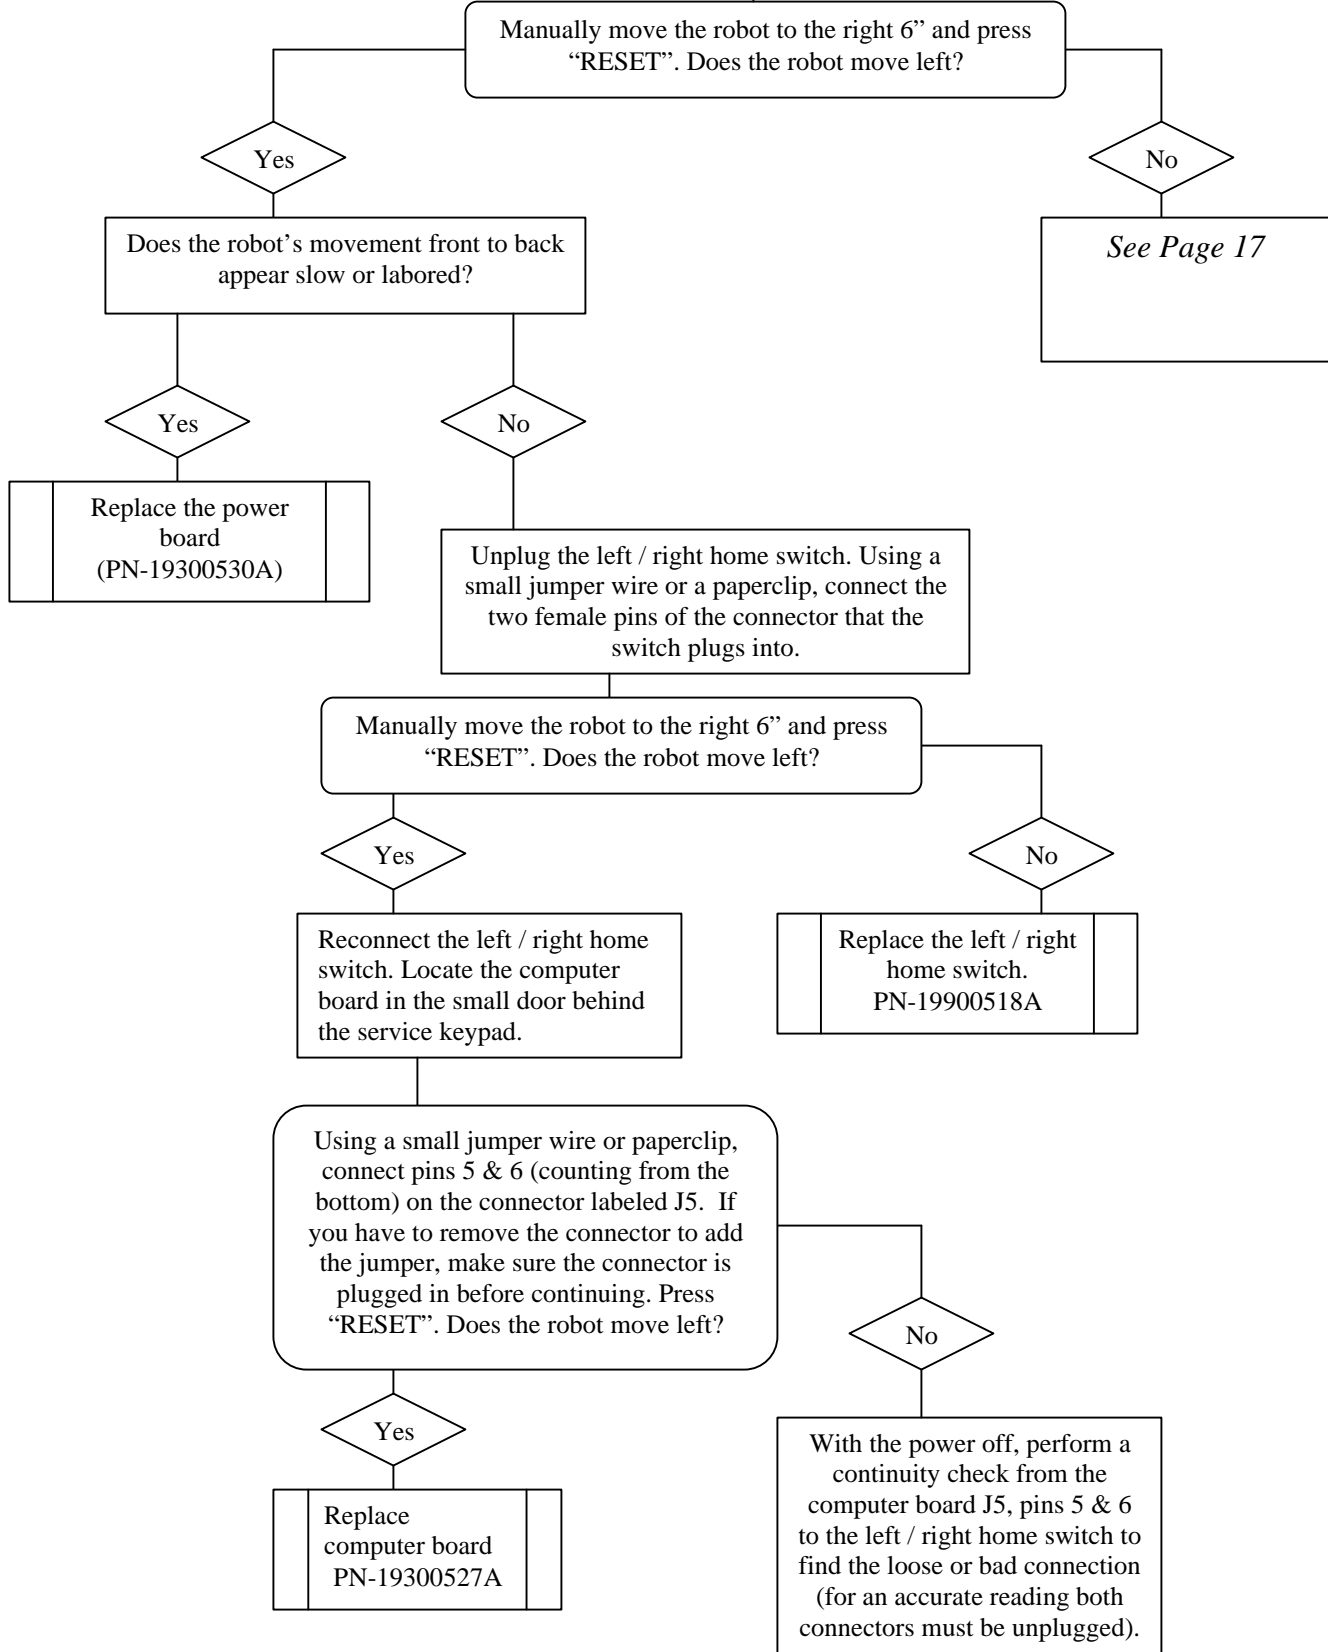 Manually move the robot to the right 6” and press
“RESET”. Does the robot move left?
Yes
No
Does the robot’s movement front to back
appear slow or labored?
See Page 17
Yes
No
Replace the power
board
(PN-19300530A)
Unplug the left / right home switch. Using a
small jumper wire or a paperclip, connect the
two female pins of the connector that the
switch plugs into.
Manually move the robot to the right 6” and press
“RESET”. Does the robot move left?
Yes
No
Reconnect the left / right home
switch. Locate the computer
board in the small door behind
the service keypad.
Replace the left / right
home switch.
PN-19900518A
Using a small jumper wire or paperclip,
connect pins 5 & 6 (counting from the
bottom) on the connector labeled J5.  If
you have to remove the connector to add
the jumper, make sure the connector is
plugged in before continuing. Press
“RESET”. Does the robot move left?
No
Yes
With the power off, perform a
continuity check from the
computer board J5, pins 5 & 6
to the left / right home switch to
find the loose or bad connection
(for an accurate reading both
connectors must be unplugged).
Replace
computer board
PN-19300527A